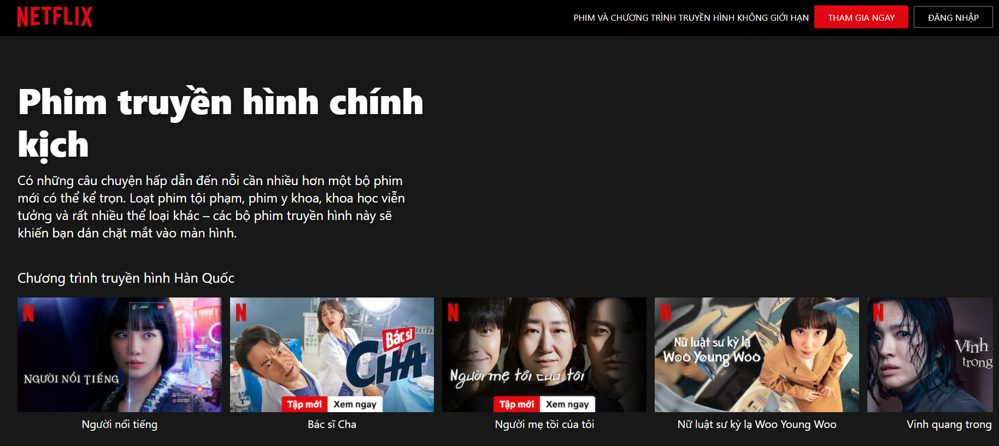 NETFLIX
PHIM VÀ CHƯƠNG TRÌNH TRUYỀN HÌNH KHÔNG GIỚI HẠN
THAM GIA NGAY
ĐĂNG NHẬP
Phim truyền hình chính
kịch
Có những câu chuyện hấp dẫn đến nỗi cần nhiều hơn một bộ phim
mới có thể kể trọn. Loạt phim tội phạm, phim y khoa, khoa học viễn
tưởng và rất nhiều thể loại khác – các bộ phim truyền hình này sẽ
khiến bạn dán chặt mắt vào màn hình.
Chương trình truyền hình Hàn Quốc
N
LIVE
NGƯỜI NỔI TIẾNG
Người nổi tiếng
N
Bác sĩ
CHA
Tập mới
Xem ngay
Bác sĩ Cha
N
Người mẹ tồi của tôi
Tập mới
Xem ngay
Người mẹ tồi của tôi
N
Nữ luật sư kỳ lạ
Woo Young Woo
Nữ luật sư kỳ lạ Woo Young Woo
N
Vinh
trong
Vinh quang trong